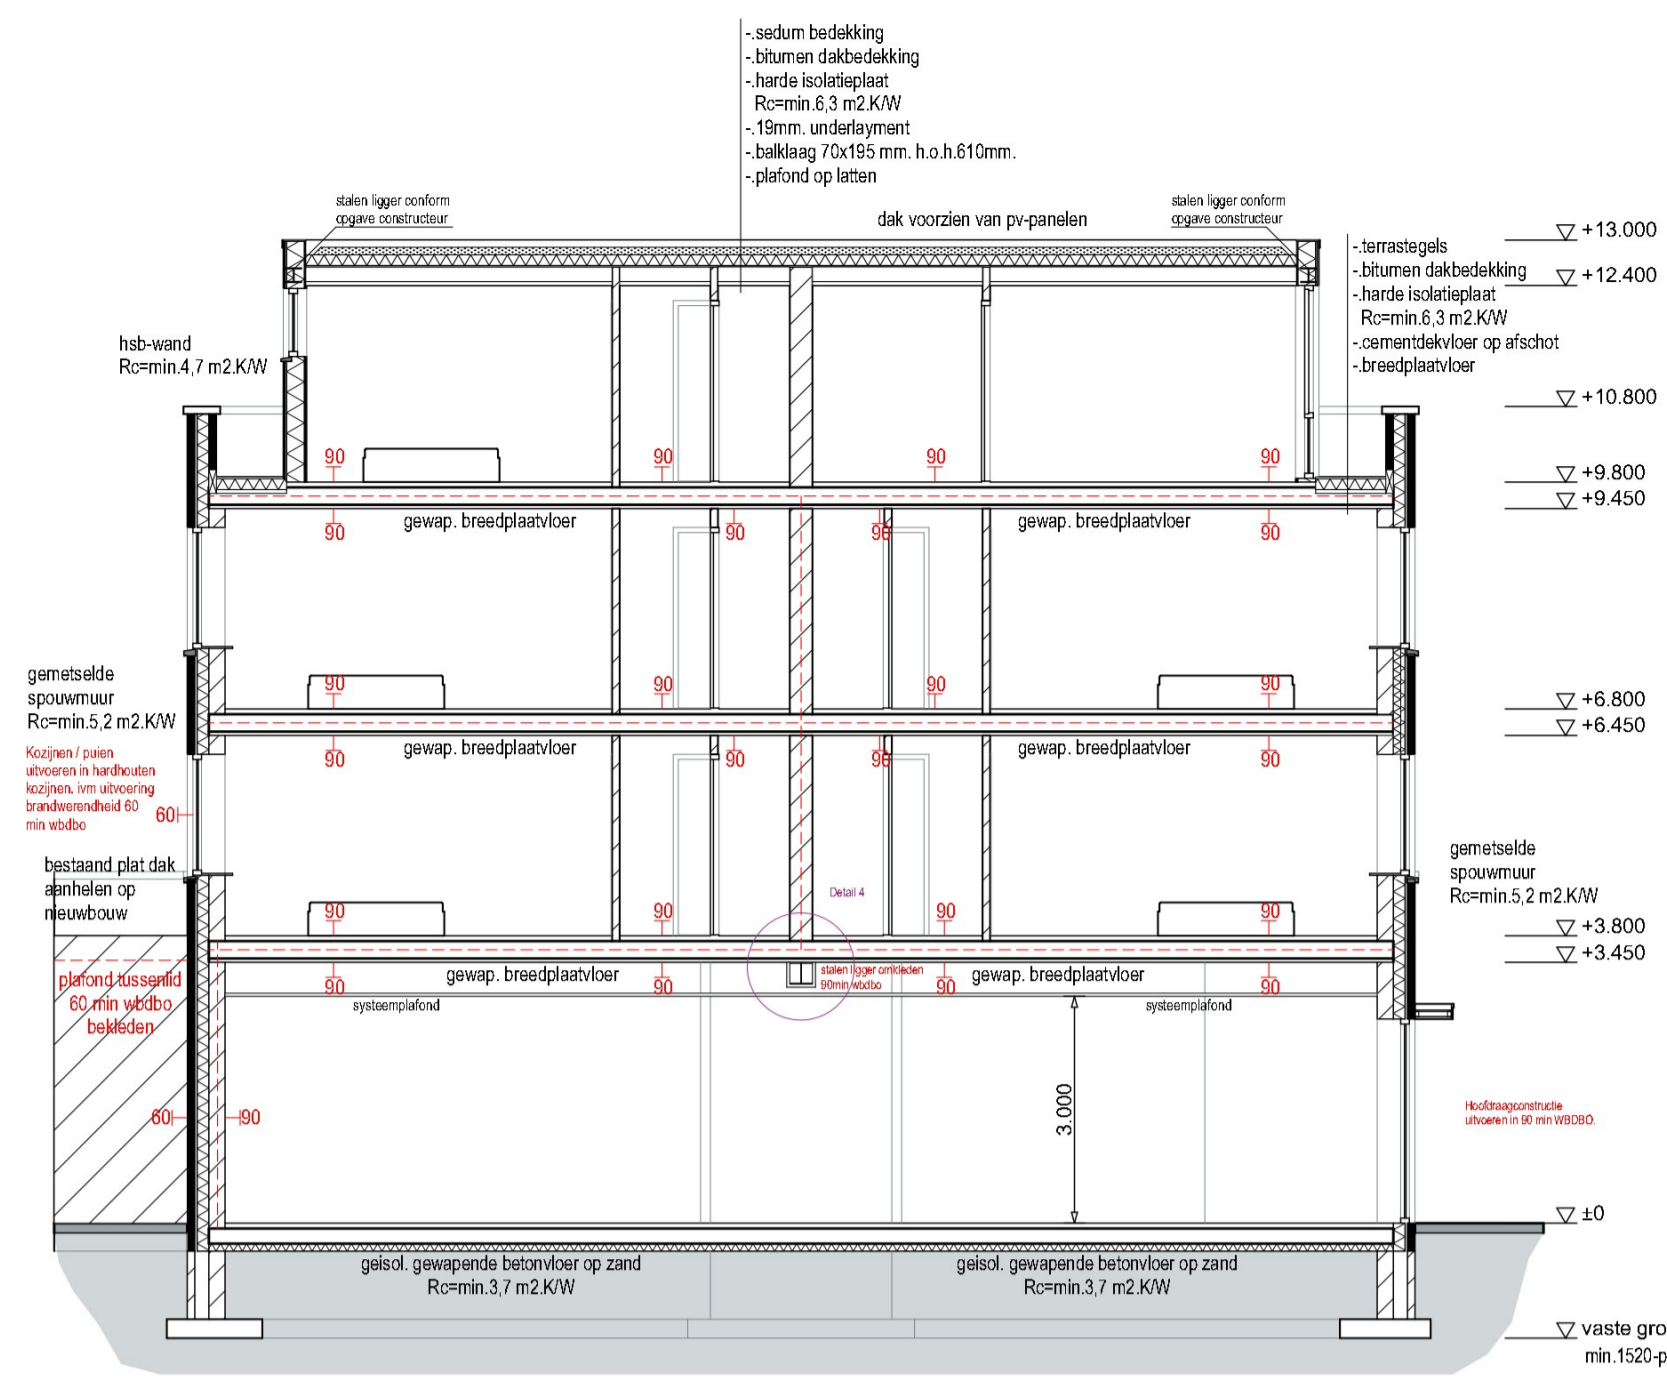 -.sedum bedekking
-.bitumen dakbedekking
-.harde isolatieplaat
Rc=min.6,3 m2.K/W
-.19mm. underlayment
-.balklaag 70x195 mm. h.o.h.610mm.
-.plafond op latten
stalen ligger conform
opgave constructeur
dak voorzien van pv-panelen
stalen ligger conform
opgave constructeur
+13.000
+12.400
-.terrastegels
-.bitumen dakbedekking
-.harde isolatieplaat
Rc=min.6,3 m2.K/W
-.cementdekvloer op afschot
-.breedplaatvloer
hsb-wand
Rc=min.4,7 m2.K/W
+10.800
90
90
90
90
+9.800
+9.450
gewap. breedplaatvloer
gewap. breedplaatvloer
90
90
90
90
gemetselde
spouwmuur
Rc=min.5,2 m2.K/W
90
90
90
90
+6.800
+6.450
gewap. breedplaatvloer
gewap. breedplaatvloer
90
90
90
90
Kozijnen / puien
uitvoeren in hardhouten
kozijnen. ivm uitvoering
brandwerendheid 60
min wbdbo
60
bestaand plat dak
aanhelen op
nieuwbouw
gemetselde
spouwmuur
Rc=min.5,2 m2.K/W
Detail 4
90
90
90
90
+3.800
+3.450
gewap. breedplaatvloer
gewap. breedplaatvloer
stalen ligger omkleden
90min wbdbo
90
90
90
90
plafond tussenlid
60 min wbdbo
bekleden
systeemplafond
systeemplafond
3.000
60
90
Hoofdraagconstructie
uitvoeren in 90 min WBDBO.
±0
geisol. gewapende betonvloer op zand
Rc=min.3,7 m2.K/W
geisol. gewapende betonvloer op zand
Rc=min.3,7 m2.K/W
vaste gro
min.1520-p